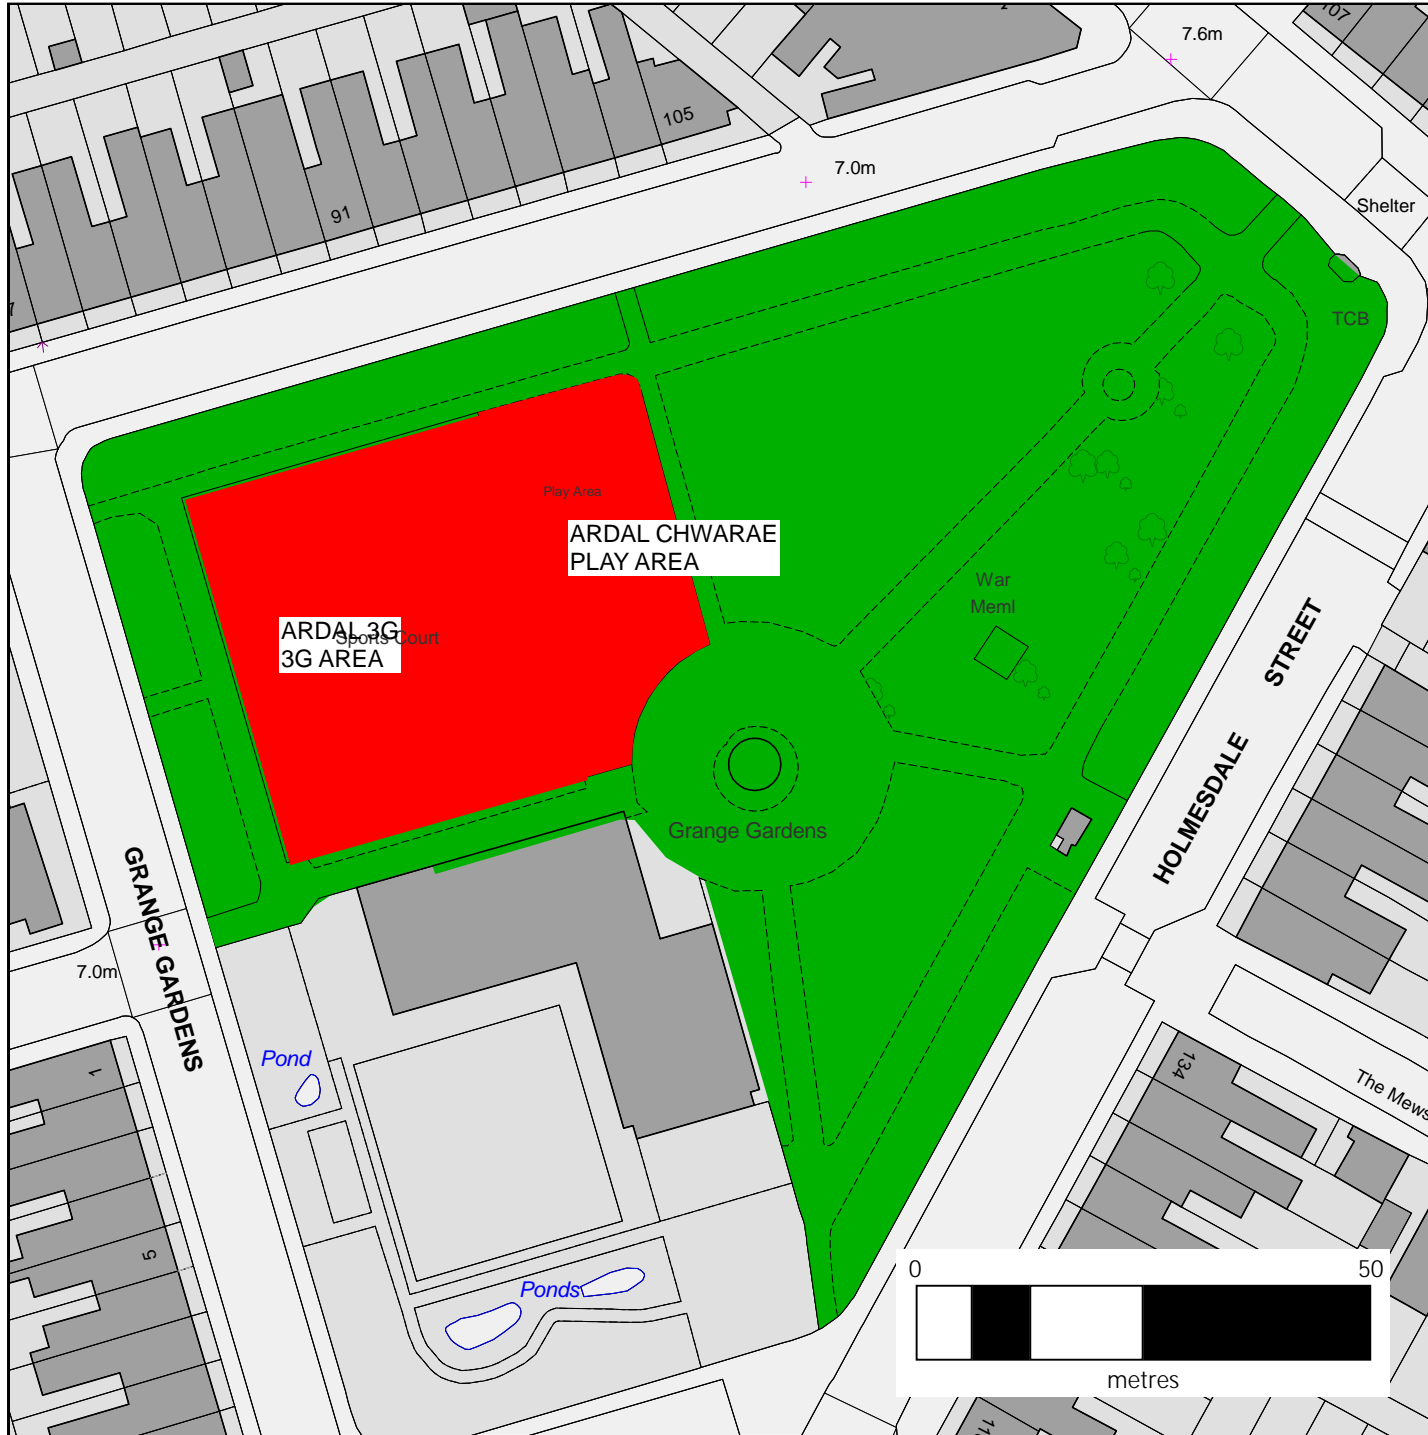 7.6m
107
105
7.0m
91
Shelter
TCB
Play Area
ARDAL CHWARAE
PLAY AREA
War
Meml
ARDAL 3G
3G AREA
Sports Court
STREET
HOLMESDALE
Grange Gardens
GRANGE GARDENS
7.0m
Pond
1
134
The Mews
5
Ponds
0
50
metres